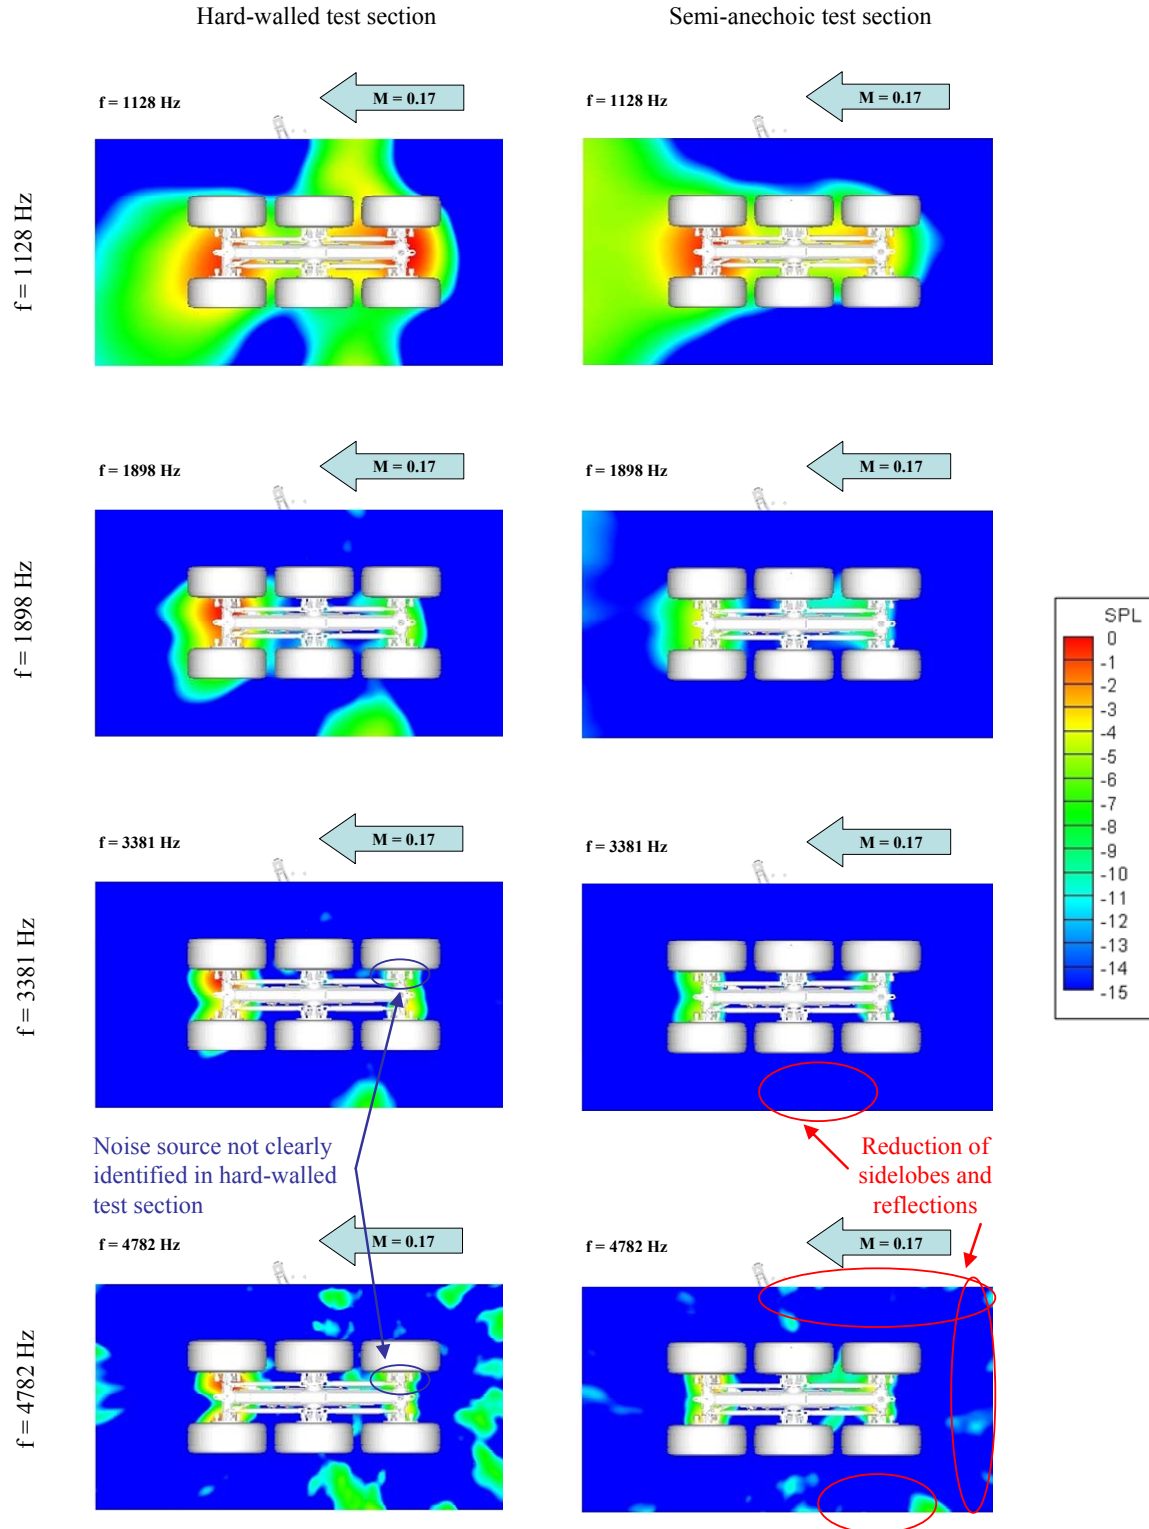 Hard-walled test section
Semi-anechoic test section
f = 1128 Hz
f = 1128 Hz
M = 0.17
f = 1128 Hz
M = 0.17
f = 1898 Hz
f = 1898 Hz
M = 0.17
f = 1898 Hz
M = 0.17
SPL
0
-1
-2
-3
-4
-5
-6
-7
-8
-9
-10
-11
-12
-13
-14
-15
f = 3381 Hz
f = 3381 Hz
M = 0.17
f = 3381 Hz
M = 0.17
Noise source not clearly
identified in hard-walled
test section
Reduction of
sidelobes and
reflections
f = 4782 Hz
f = 4782 Hz
M = 0.17
f = 4782 Hz
M = 0.17